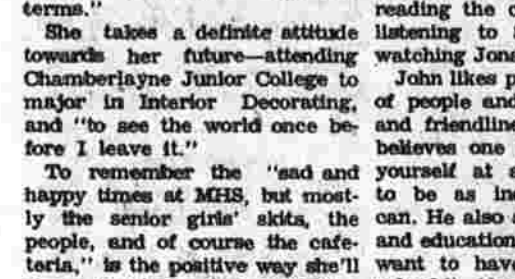 terms."
She takes a definite attitude
towards her future—attending
Chamberlayne Junior College to
major in Interior Decorating,
and "to see the world once be-
fore I leave it."
To remember the "sad and
happy times at MHS, but most-
ly the senior girls' skits, the
people, and of course the cafe-
teria," is the positive way she'll
reading the
listening to
watching
John likes
of people and
and
believes one
yourself at
to be as
can. He also
and education
want to have